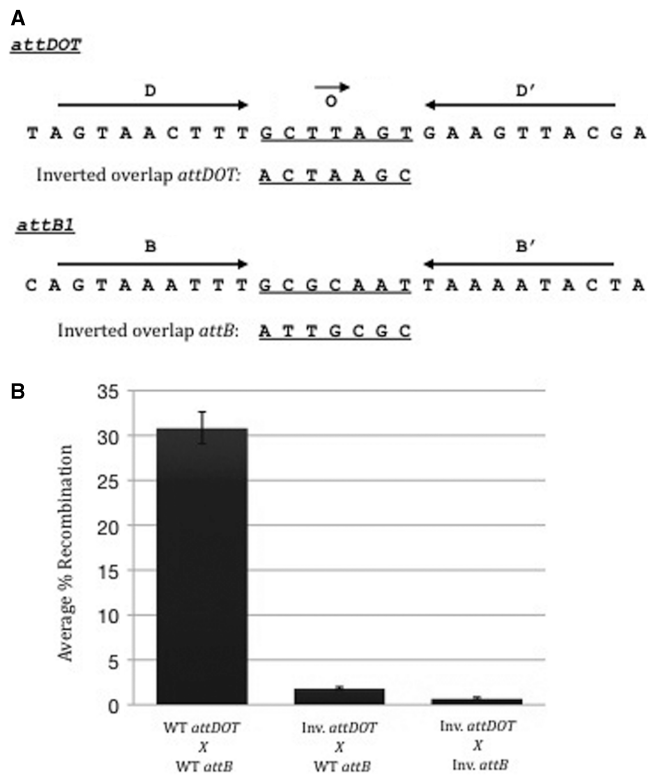 A
attDOT
D O D'
T A G T A A C T T T G C T T A G T G A A G T T A C G A
Inverted overlap attDOT: A C T A A G C
attB1
B B'
C A G T A A A T T T G C G C A A T T A A A A T A C T A
Inverted overlap attB: A T T G C G C
B
Average % Recombination
35
30
25
20
15
10
5
0
WT attDOT
X
WT attB
Inv. attDOT
X
WT attB
Inv. attDOT
X
Inv. attB